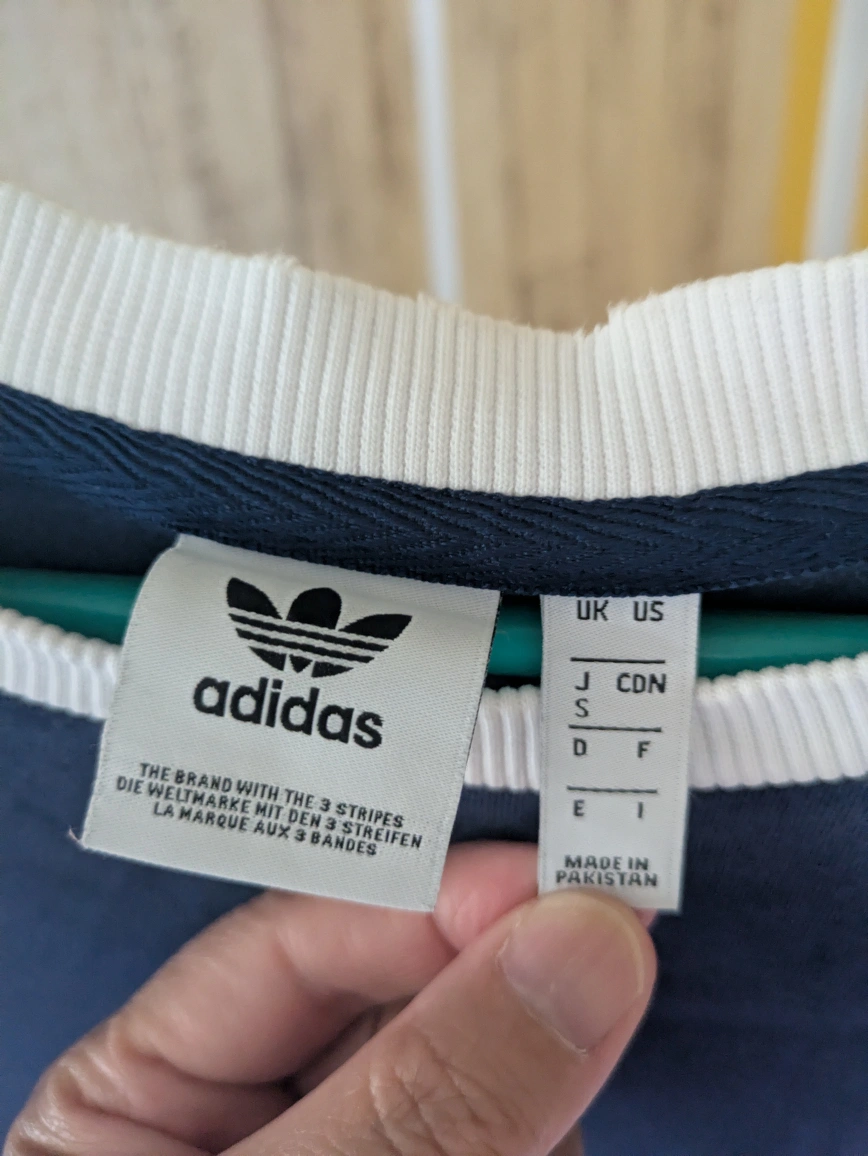 adidas
THE BRAND WITH THE 3 STRIPES
DIE WELTMARKE MIT DEN 3 STREIFEN
LA MARQUE AUX 3 BANDES
UK US
J CDN
S
D F
E I
MADE IN
PAKISTAN